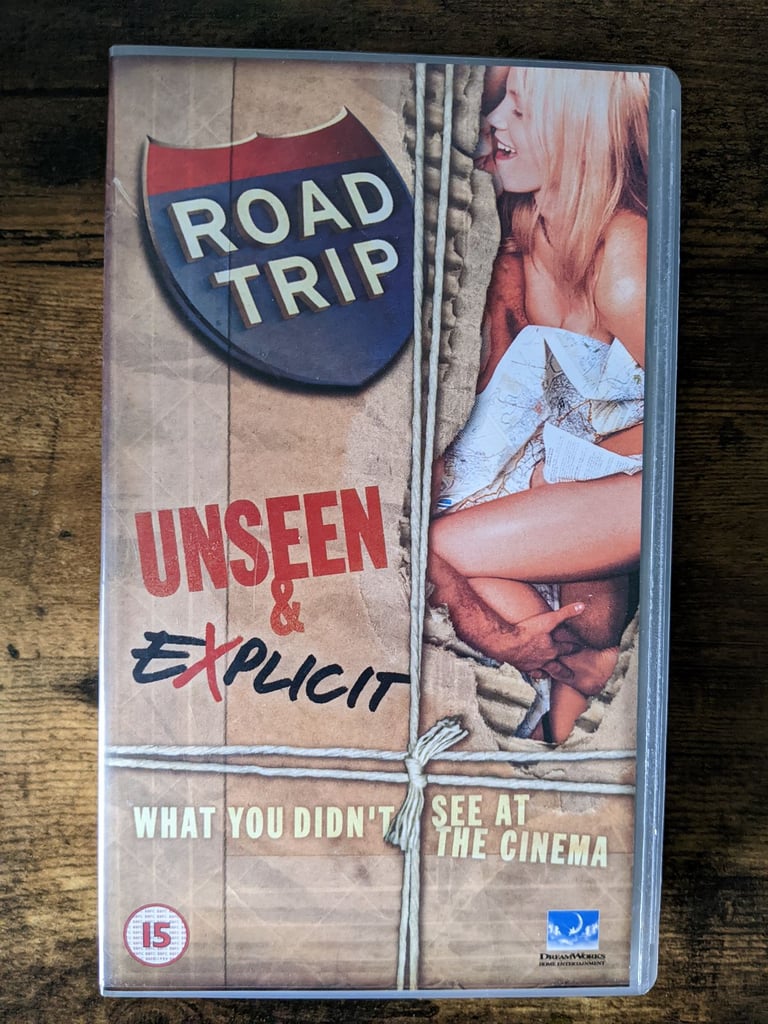 ROAD
TRIP
UNSEEN
&
EXPLICIT
WHAT YOU DIDN'T SEE AT
THE CINEMA
15
DREAMWORKS
HOME ENTERTAINMENT